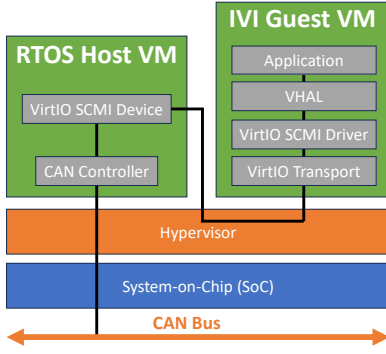 RTOS Host VM
VirtIO SCMI Device
CAN Controller
IVI Guest VM
Application
VHAL
VirtIO SCMI Driver
VirtIO Transport
Hypervisor
System-on-Chip (SoC)
CAN Bus